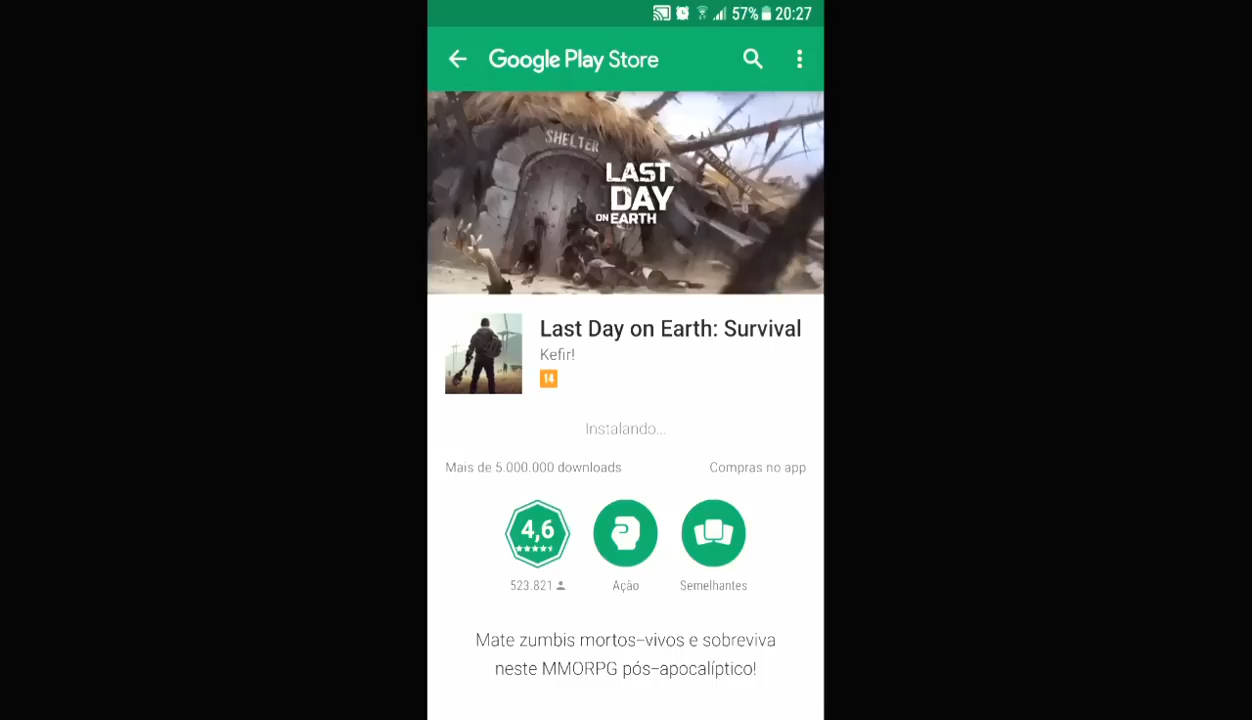 57% 20:27
Google Play Store
SHELTER
LAST
DAY
ON EARTH
Last Day on Earth: Survival
Kefir!
14
Instalando...
Mais de 5.000.000 downloads
Compras no app
4,6
523.821
Ação
Semelhantes
Mate zumbis mortos-vivos e sobreviva
neste MMORPG pós-apocalíptico!